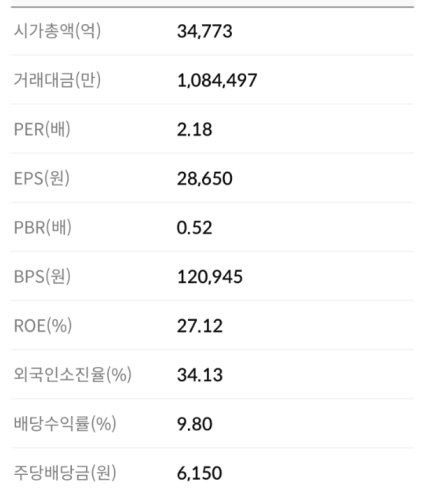 시가총액(억) 34,773
거래대금(만) 1,084,497
PER(배) 2.18
EPS(원) 28,650
PBR(배) 0.52
BPS(원) 120,945
ROE(%) 27.12
외국인소진율(%) 34.13
배당수익률(%) 9.80
주당배당금(원) 6,150